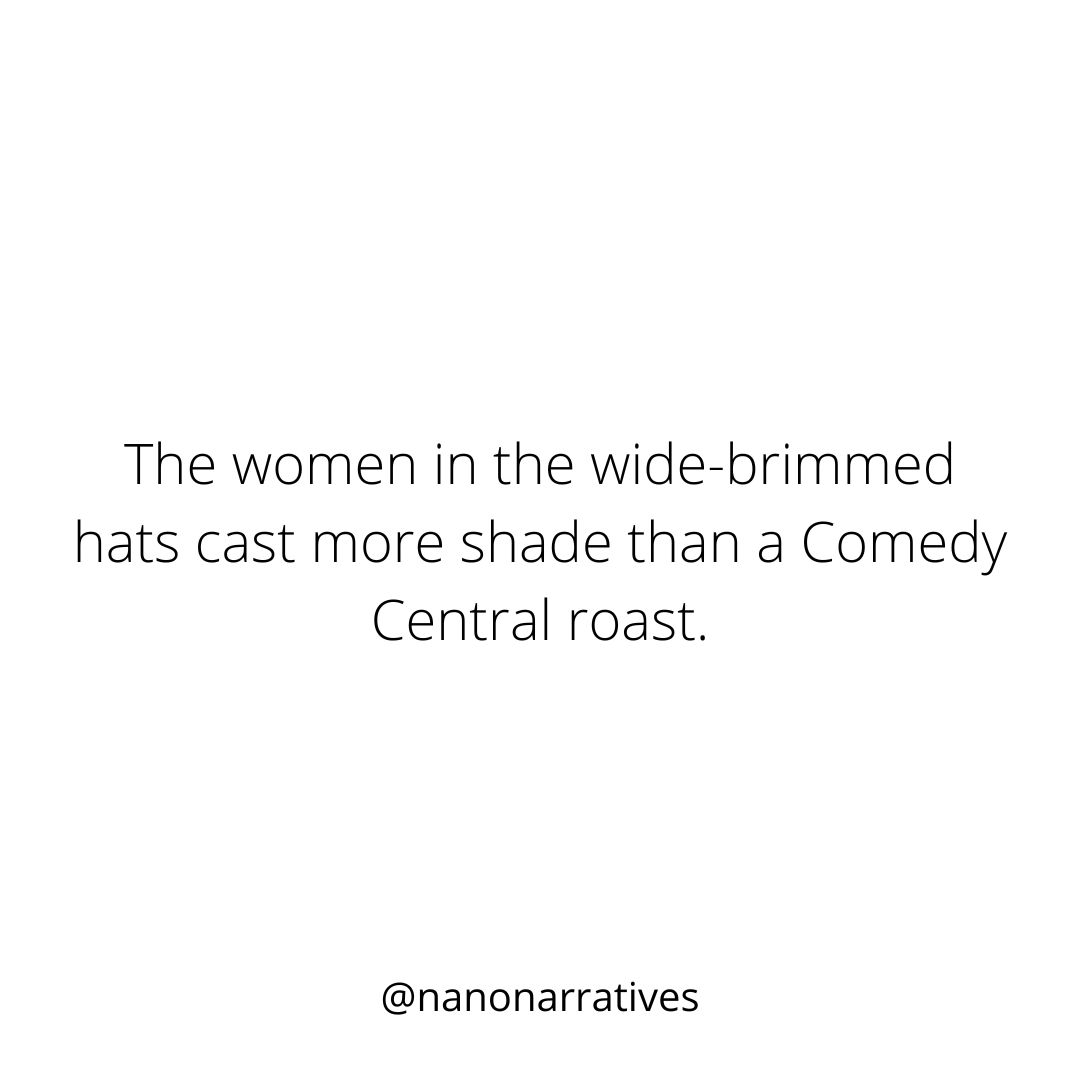 The women in the wide-brimmed
hats cast more shade than a Comedy
Central roast.
@nanonarratives